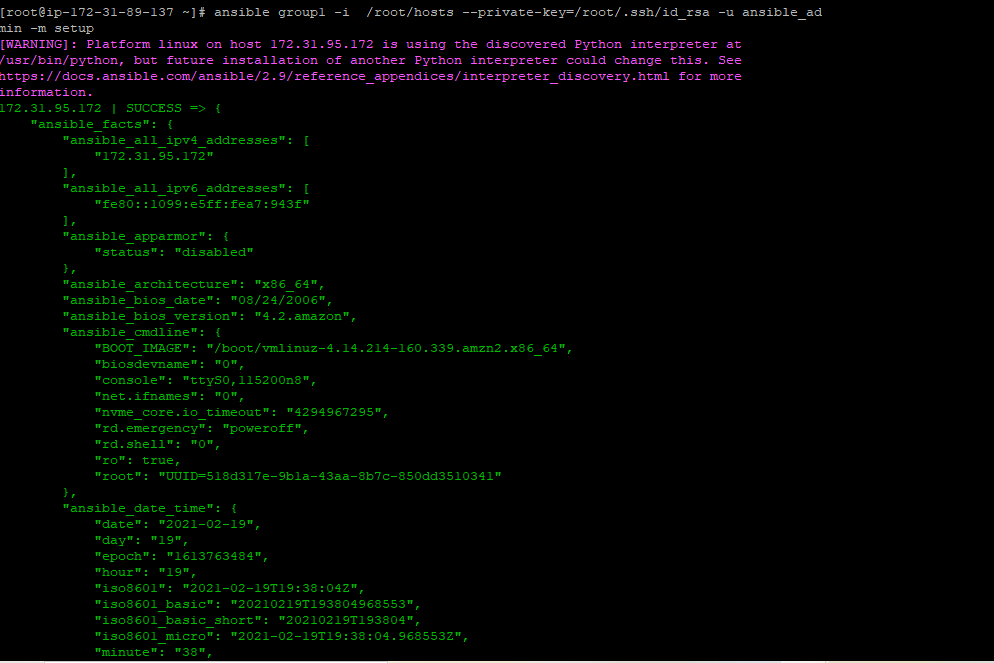 [root@ip-172-31-89-137 ~]# ansible group1 -i  /root/hosts --private-key=/root/.ssh/id_rsa -u ansible_ad
min -m setup
[WARNING]: Platform linux on host 172.31.95.172 is using the discovered Python interpreter at
/usr/bin/python, but future installation of another Python interpreter could change this. See
https://docs.ansible.com/ansible/2.9/reference_appendices/interpreter_discovery.html for more
information.
172.31.95.172 | SUCCESS => {
    "ansible_facts": {
        "ansible_all_ipv4_addresses": [
            "172.31.95.172"
        ],
        "ansible_all_ipv6_addresses": [
            "fe80::1099:e5ff:fea7:943f"
        ],
        "ansible_apparmor": {
            "status": "disabled"
        },
        "ansible_architecture": "x86_64",
        "ansible_bios_date": "08/24/2006",
        "ansible_bios_version": "4.2.amazon",
        "ansible_cmdline": {
            "BOOT_IMAGE": "/boot/vmlinuz-4.14.214-160.339.amzn2.x86_64",
            "biosdevname": "0",
            "console": "ttyS0,115200n8",
            "net.ifnames": "0",
            "nvme_core.io_timeout": "4294967295",
            "rd.emergency": "poweroff",
            "rd.shell": "0",
            "ro": true,
            "root": "UUID=518d317e-9b1a-43aa-8b7c-850dd3510341"
        },
        "ansible_date_time": {
            "date": "2021-02-19",
            "day": "19",
            "epoch": "1613763484",
            "hour": "19",
            "iso8601": "2021-02-19T19:38:04Z",
            "iso8601_basic": "20210219T193804968553",
            "iso8601_basic_short": "20210219T193804",
            "iso8601_micro": "2021-02-19T19:38:04.968553Z",
            "minute": "38",